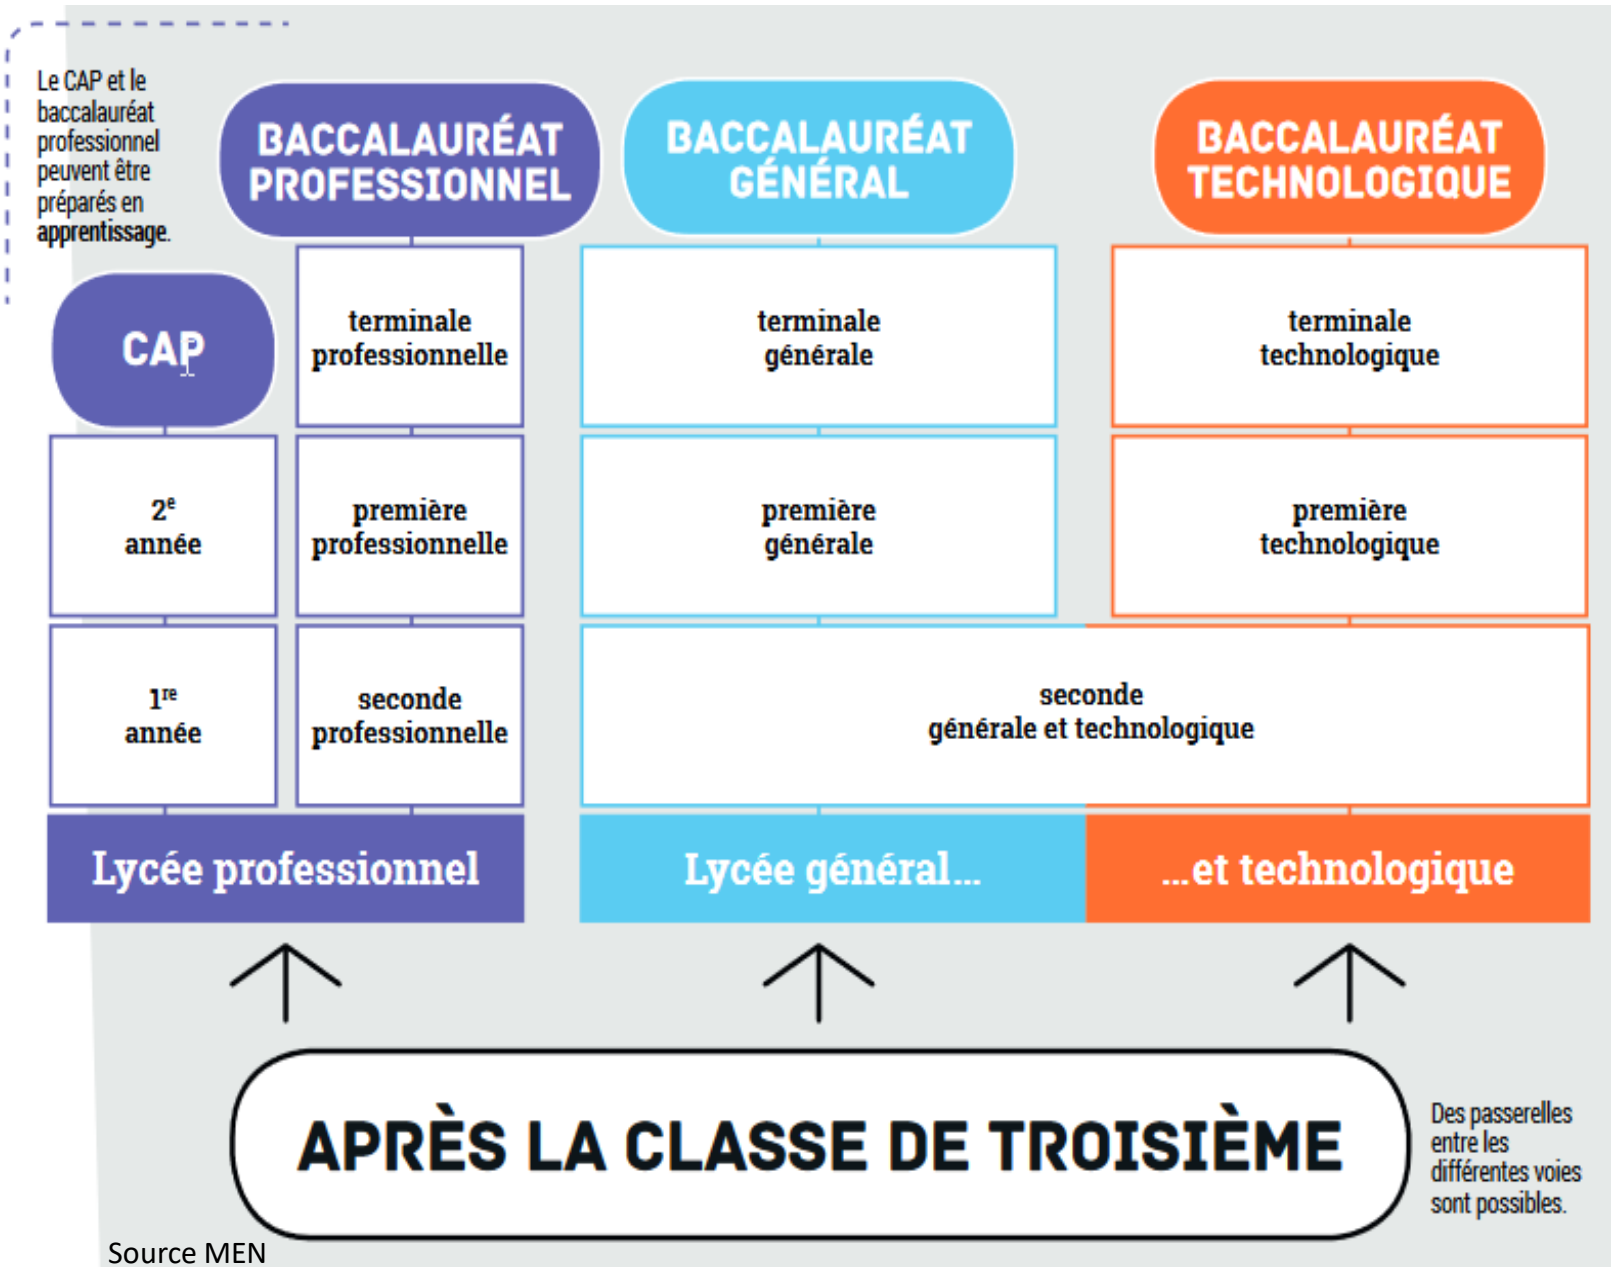 Le CAP et le
baccalauréat
professionnel
peuvent être
préparés en
apprentissage.
BACCALAURÉAT
PROFESSIONNEL
BACCALAURÉAT
GÉNÉRAL
BACCALAURÉAT
TECHNOLOGIQUE
CAP
terminale
professionnelle
terminale
générale
terminale
technologique
2e
année
première
professionnelle
première
générale
première
technologique
1re
année
seconde
professionnelle
seconde
générale et technologique
Lycée professionnel
Lycée général...
...et technologique
APRÈS LA CLASSE DE TROISIÈME
Des passerelles
entre les
différentes voies
sont possibles.
Source MEN